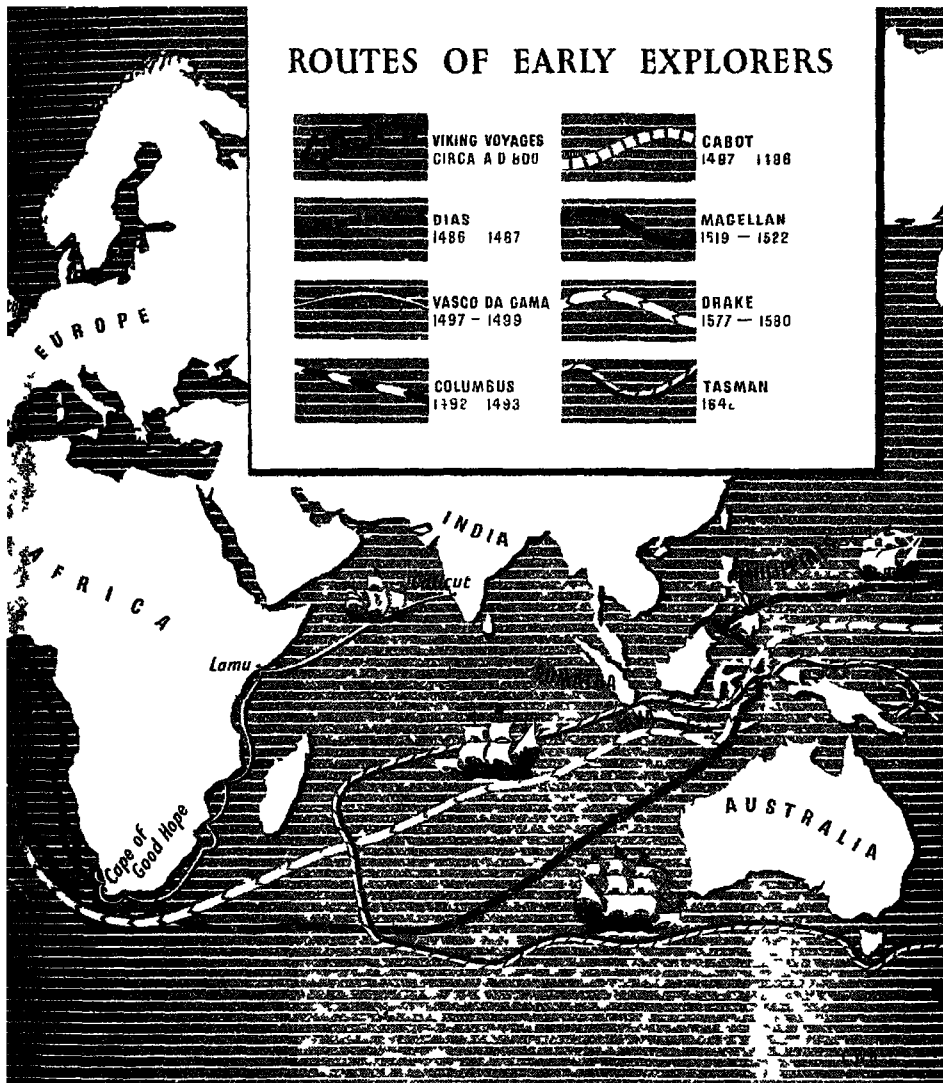 ROUTES OF EARLY EXPLORERS
VIKING VOYAGES
CIRCA A D 800
DIAS
1486 1487
VASCO DA GAMA
1497 – 1499
COLUMBUS
1492 1493
CABOT
1497
MAGELLAN
1519 — 1522
DRAKE
1577 — 1580
TASMAN
EUROPE
AFRICA
INDIA
Lamu
Cape of
Good Hope
AUSTRALIA